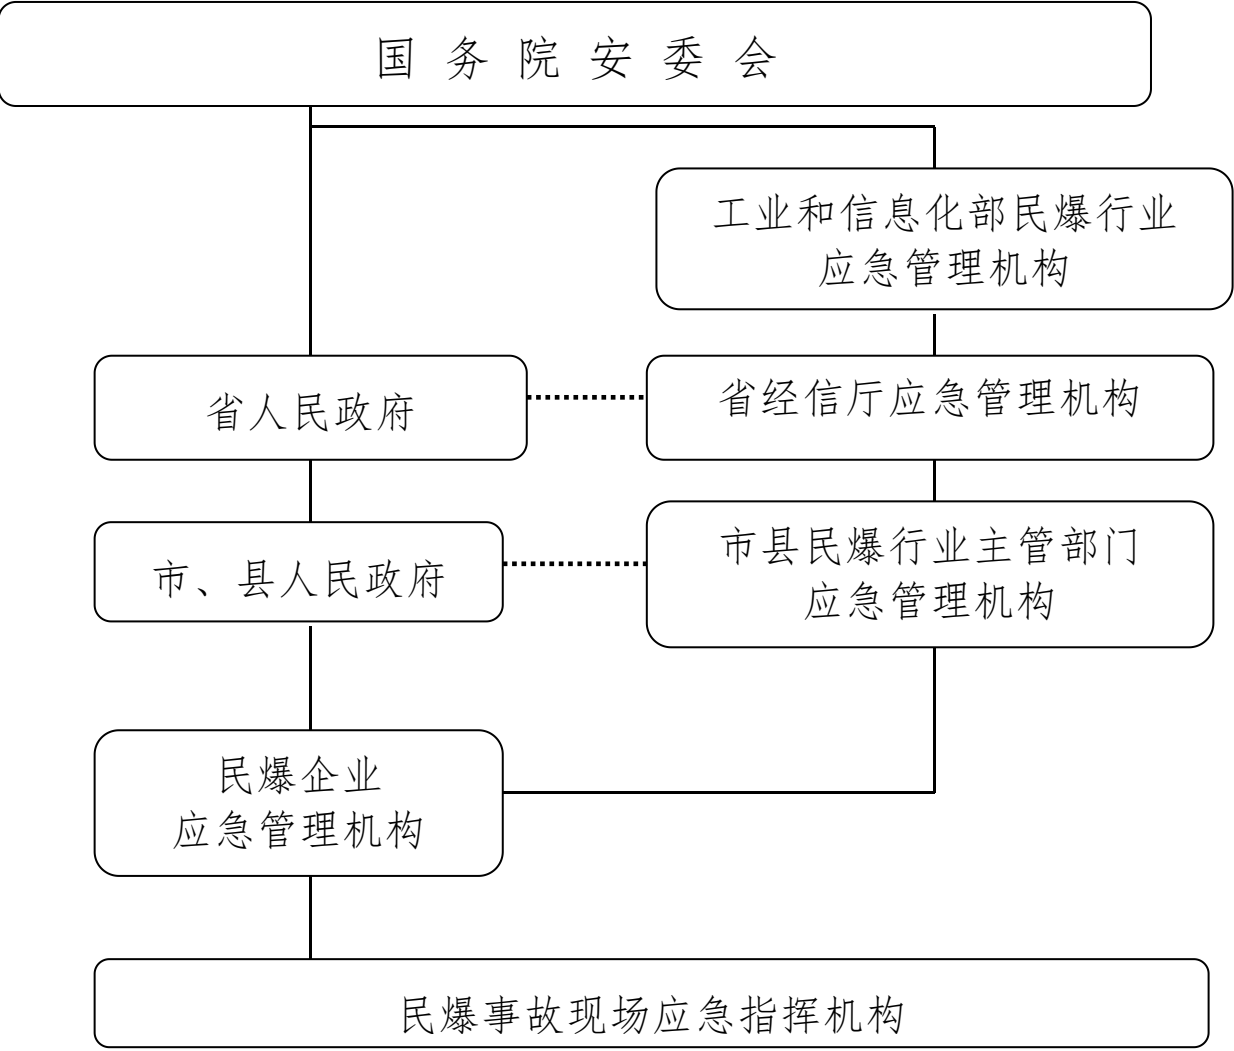 国务院安委会
工业和信息化部民爆行业
应急管理机构
省人民政府
省经信厅应急管理机构
市、县人民政府
市县民爆行业主管部门
应急管理机构
民爆企业
应急管理机构
民爆事故现场应急指挥机构